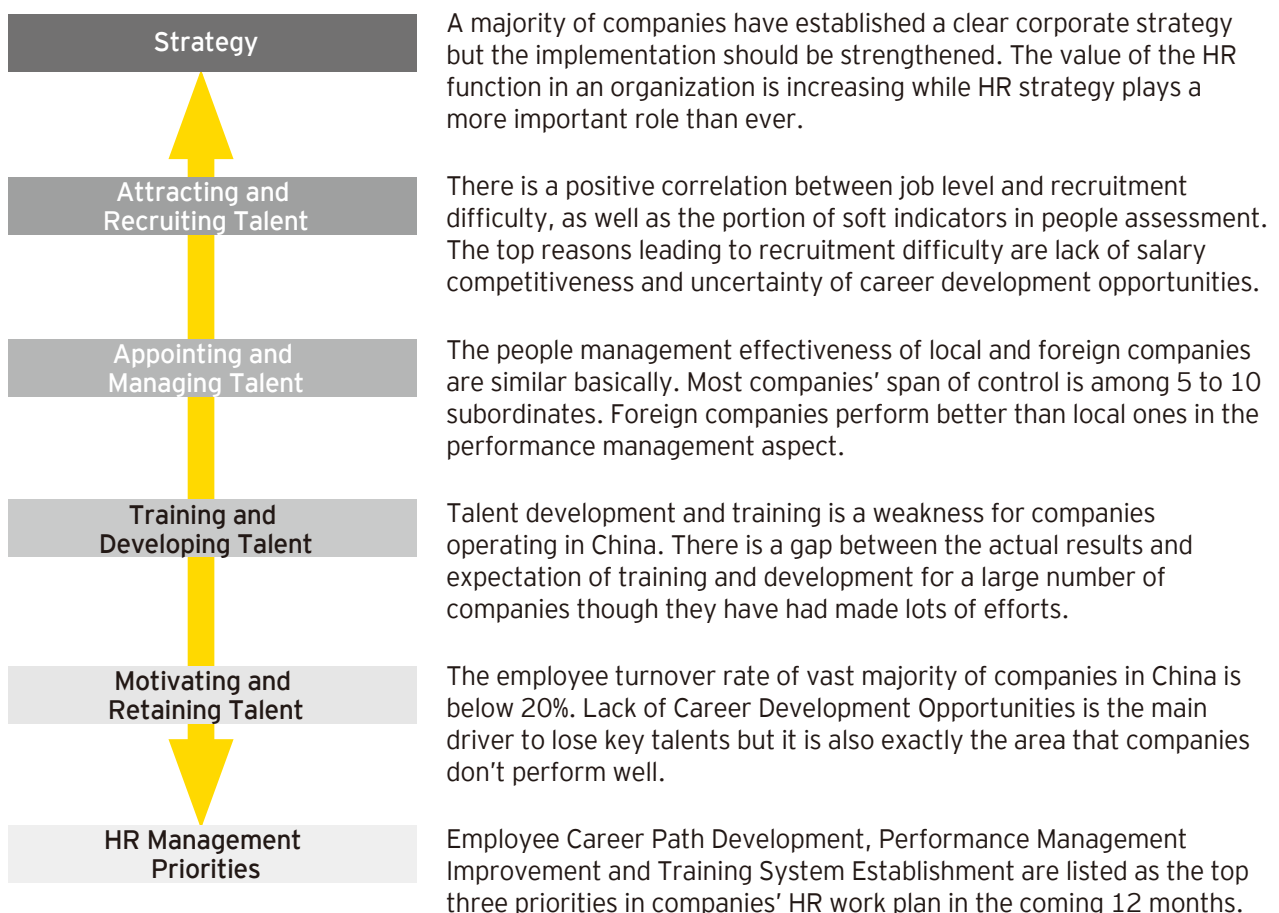 Strategy
A majority of companies have established a clear corporate strategy
but the implementation should be strengthened. The value of the HR
function in an organization is increasing while HR strategy plays a
more important role than ever.
Attracting and
Recruiting Talent
There is a positive correlation between job level and recruitment
difficulty, as well as the portion of soft indicators in people assessment.
The top reasons leading to recruitment difficulty are lack of salary
competitiveness and uncertainty of career development opportunities.
Appointing and
Managing Talent
The people management effectiveness of local and foreign companies
are similar basically. Most companies’ span of control is among 5 to 10
subordinates. Foreign companies perform better than local ones in the
performance management aspect.
Training and
Developing Talent
Talent development and training is a weakness for companies
operating in China. There is a gap between the actual results and
expectation of training and development for a large number of
companies though they have had made lots of efforts.
Motivating and
Retaining Talent
The employee turnover rate of vast majority of companies in China is
below 20%. Lack of Career Development Opportunities is the main
driver to lose key talents but it is also exactly the area that companies
don’t perform well.
HR Management
Priorities
Employee Career Path Development, Performance Management
Improvement and Training System Establishment are listed as the top
three priorities in companies’ HR work plan in the coming 12 months.